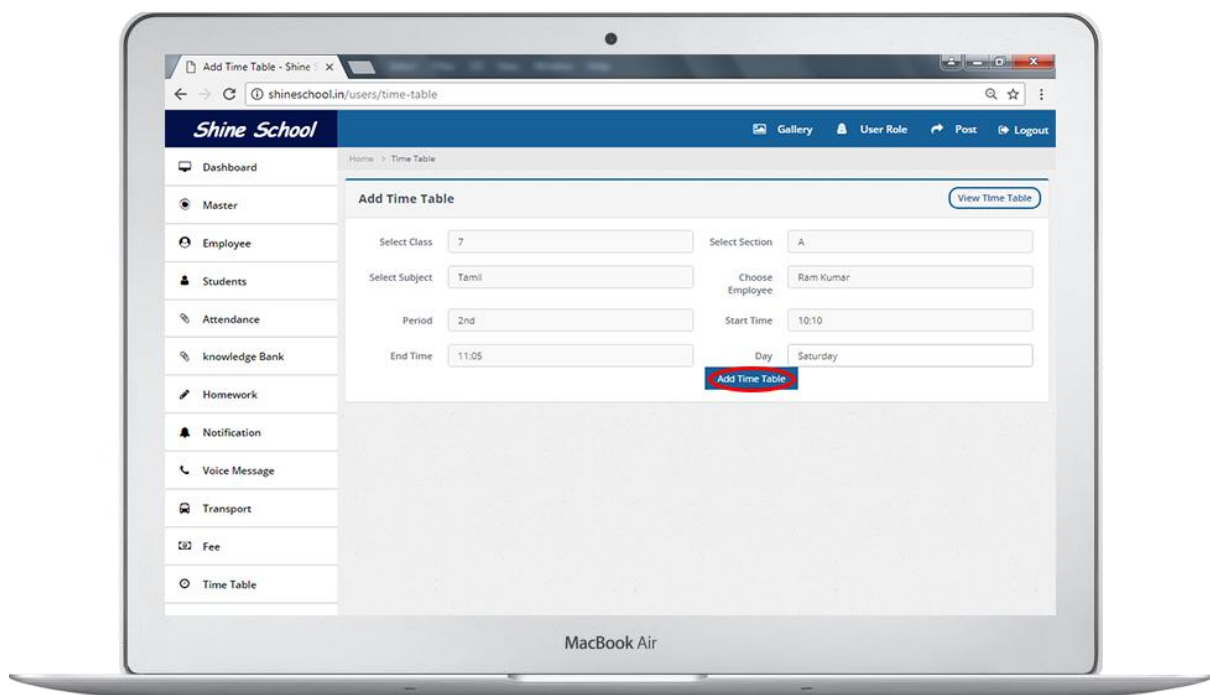 Add Time Table - Shine S
shineschool.in/users/time-table
Shine School
Gallery
User Role
Post
Logout
Dashboard
Master
Employee
Students
Attendance
knowledge Bank
Homework
Notification
Voice Message
Transport
Fee
Time Table
Home > Time Table
Add Time Table
View TIme Table
Select Class 7
Select Section A
Select Subject Tamil
Choose Employee Ram Kumar
Period 2nd
Start Time 10:10
End Time 11:05
Day Saturday
Add Time Table
MacBook Air